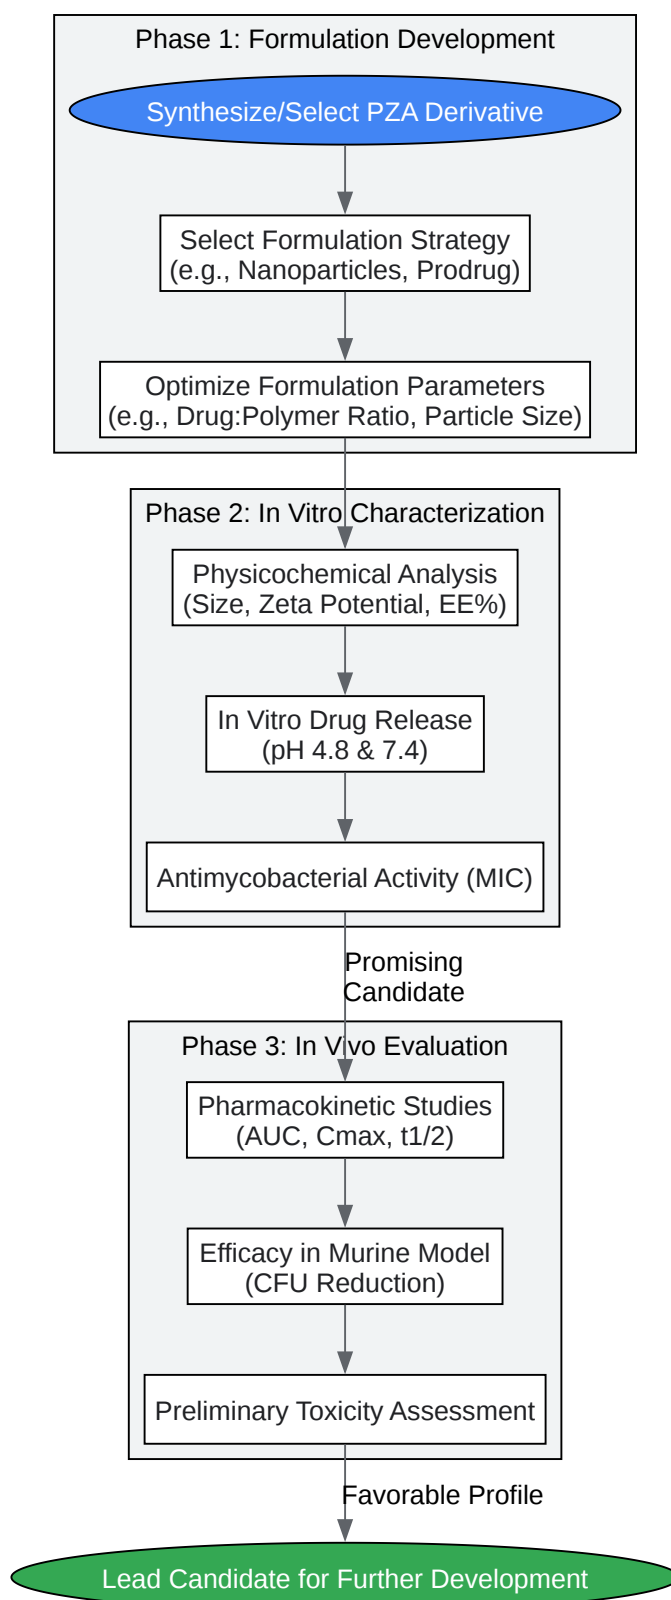 Phase 1: Formulation Development
Synthesize/Select PZA Derivative
Select Formulation Strategy
(e.g., Nanoparticles, Prodrug)
Optimize Formulation Parameters
(e.g., Drug:Polymer Ratio, Particle Size)
Phase 2: In Vitro Characterization
Physicochemical Analysis
(Size, Zeta Potential, EE%)
In Vitro Drug Release
(pH 4.8 & 7.4)
Antimycobacterial Activity (MIC)
Promising
Candidate
Phase 3: In Vivo Evaluation
Pharmacokinetic Studies
(AUC, Cmax, t1/2)
Efficacy in Murine Model
(CFU Reduction)
Preliminary Toxicity Assessment
Favorable Profile
Lead Candidate for Further Development